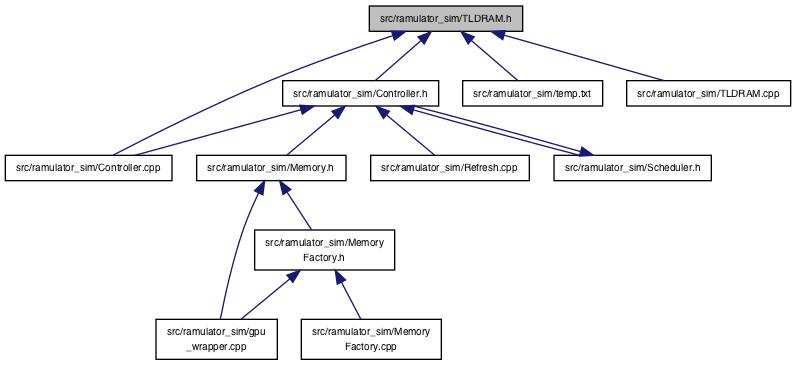 src/ramulator_sim/TLDRAM.h
src/ramulator_sim/Controller.h
src/ramulator_sim/temp.txt
src/ramulator_sim/TLDRAM.cpp
src/ramulator_sim/Controller.cpp
src/ramulator_sim/Memory.h
src/ramulator_sim/Refresh.cpp
src/ramulator_sim/Scheduler.h
src/ramulator_sim/Memory
Factory.h
src/ramulator_sim/gpu
_wrapper.cpp
src/ramulator_sim/Memory
Factory.cpp